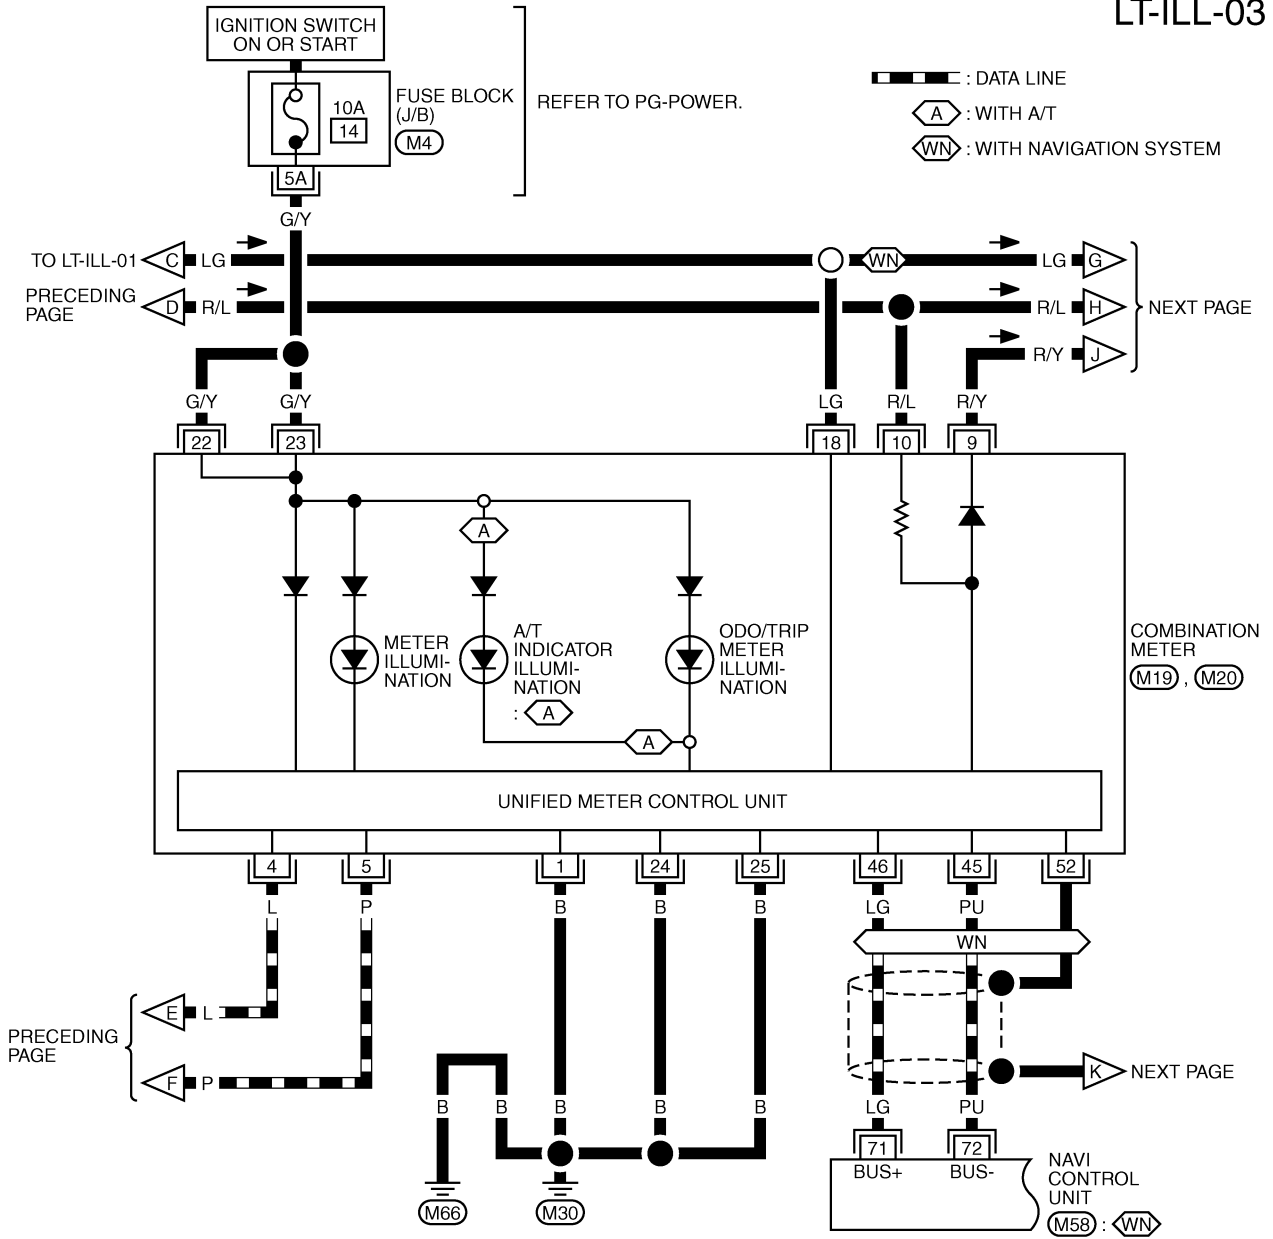 LT-ILL-03
IGNITION SWITCH
ON OR START
10A
14
FUSE BLOCK
(J/B)
M4
REFER TO PG-POWER.
: DATA LINE
A : WITH A/T
WN : WITH NAVIGATION SYSTEM
5A
G/Y
TO LT-ILL-01 C LG
WN
LG G
PRECEDING
PAGE
D R/L
R/L H
NEXT PAGE
R/Y J
G/Y
G/Y
LG
R/L
R/Y
22
23
18
10
9
A
METER
ILLUMI-
NATION
A/T
INDICATOR
ILLUMI-
NATION
: A
ODO/TRIP
METER
ILLUMI-
NATION
A
COMBINATION
METER
M19 , M20
UNIFIED METER CONTROL UNIT
4
5
1
24
25
46
45
52
L
P
B
B
B
LG
PU
WN
PRECEDING
PAGE
E L
F P
K NEXT PAGE
B
B
B
B
B
LG
PU
71
72
BUS+
BUS-
NAVI
CONTROL
UNIT
M58 : WN
M66
M30